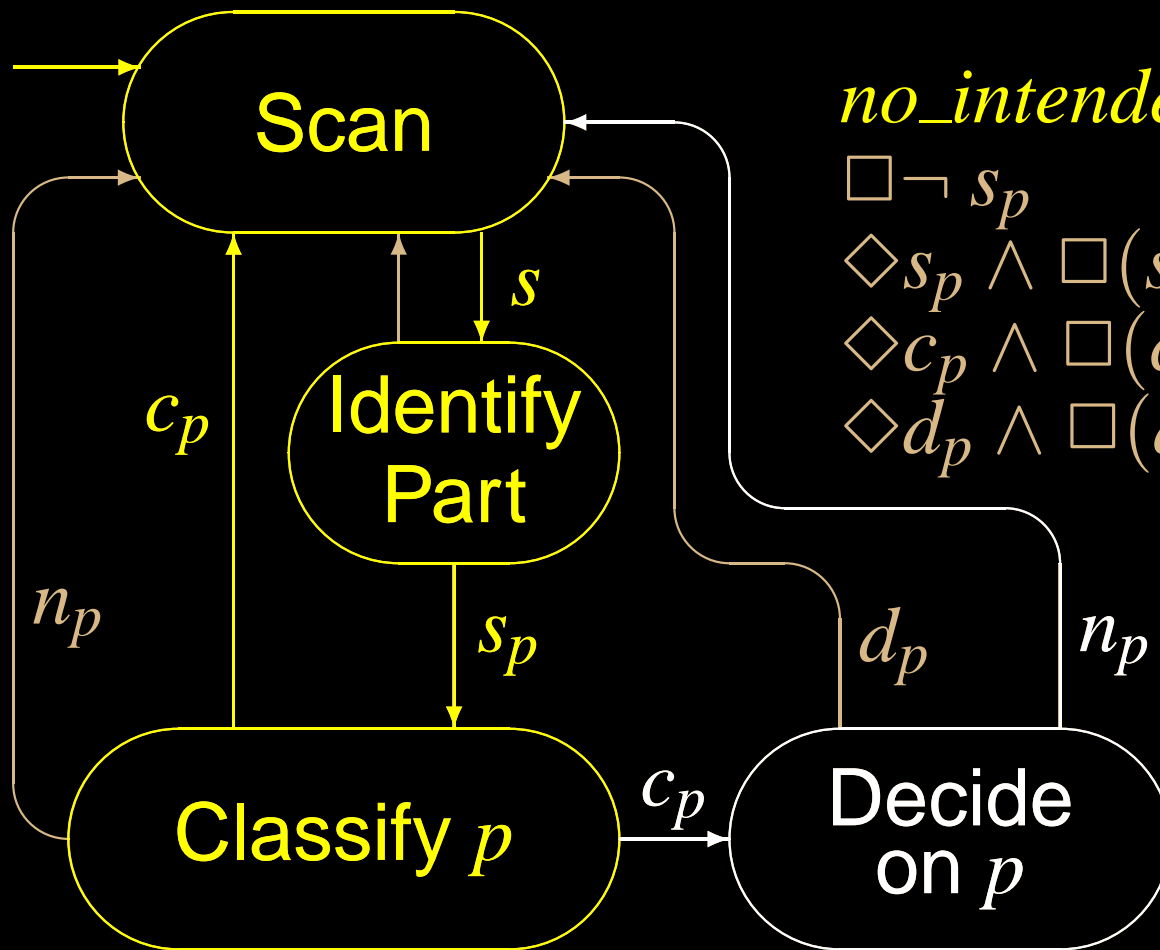 Scan
no_intende
□¬ s_p
◇s_p ∧ □(s
◇c_p ∧ □(c
◇d_p ∧ □(d
s
Identify
Part
c_p
n_p
s_p
d_p
n_p
Classify p
c_p
Decide
on p